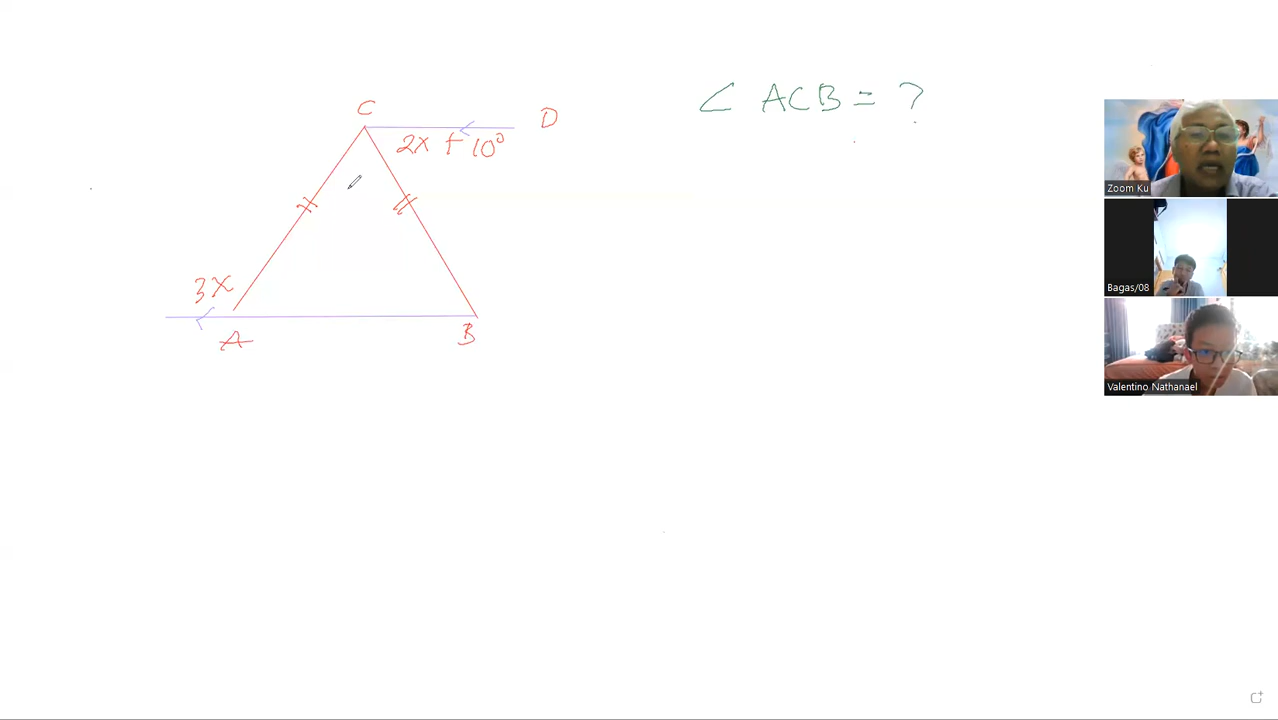 C
D
2x + 10°
3x
A
B
∠ ACB = ?
Zoom Ku
Bagas/08
Valentino Nathanael